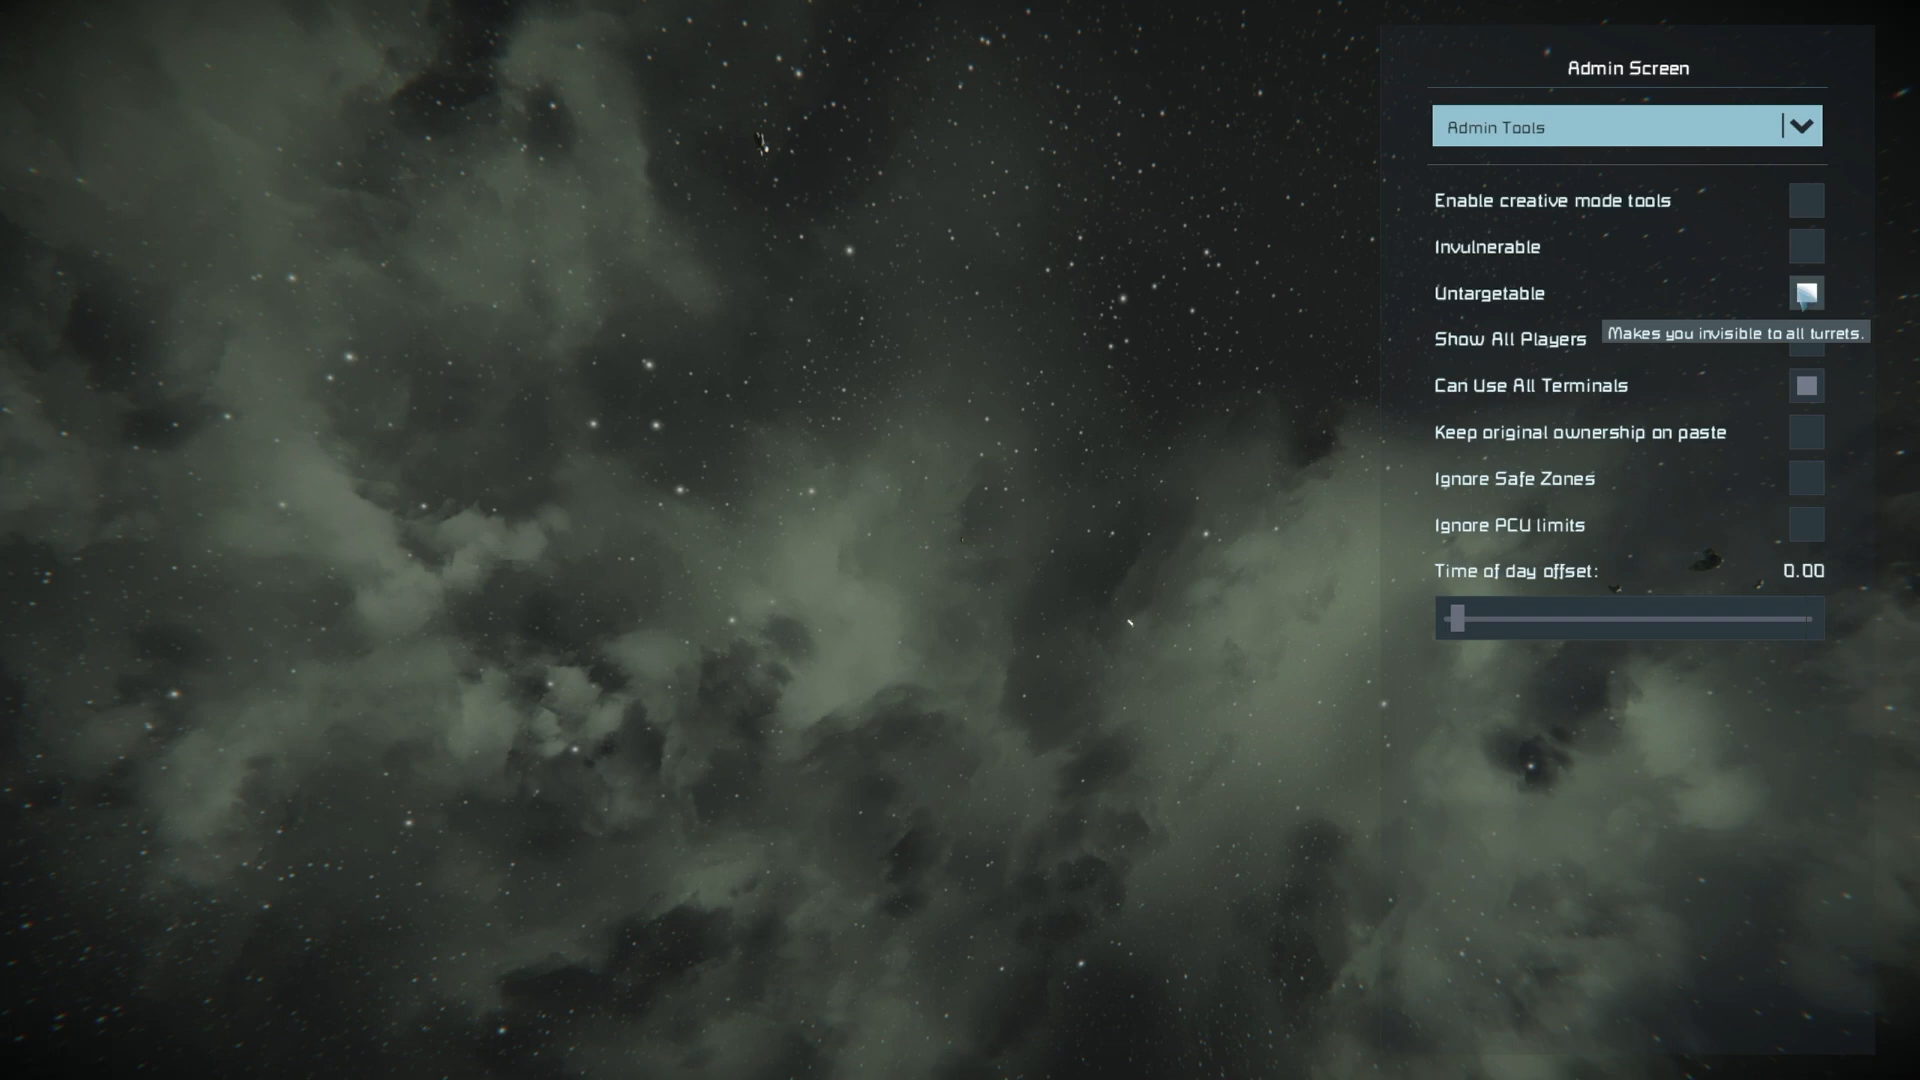 Admin Screen
Admin Tools
Enable creative mode tools
Invulnerable
Untargetable
Makes you invisible to all turrets.
Show All Players
Can Use All Terminals
Keep original ownership on paste
Ignore Safe Zones
Ignore PCU limits
Time of day offset: 0.00